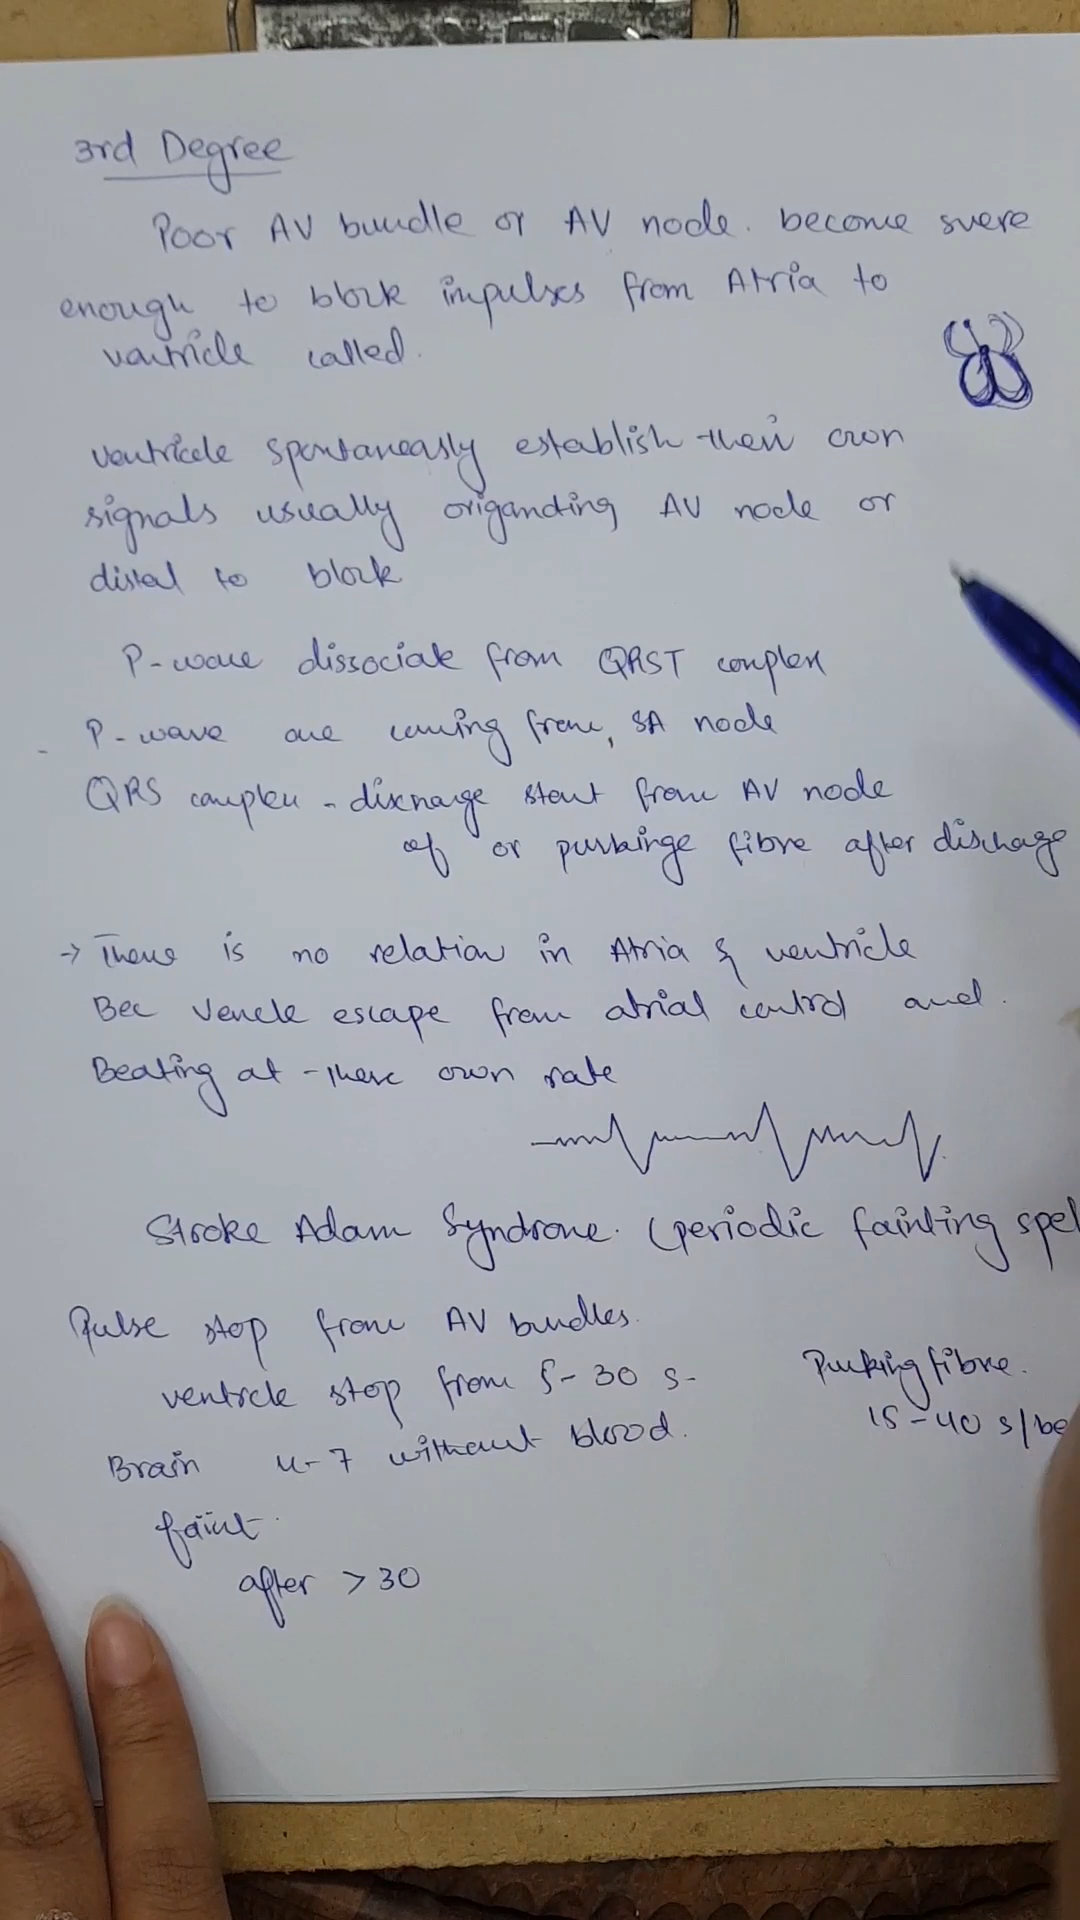 3rd Degree
Poor AV bundle or AV node. become svere
enough to block impulses from Atria to
ventricle called.
ventricle spontaneasly establish their own
signals usually origanating AV node or
distal to block
P-wave dissociate from QRST complex
P-wave are coming from, SA node
QRS complex - discharge start from AV node
of or purkinge fibre after discharge
→ There is no relation in Atria & ventricle
Bec Vencle escape from atrial control and.
Beating at there own rate
Stroke Adam Syndrone. (periodic fainting spel
Pulse stop from AV bundles.
ventrcle stop from 5-30 s-
Purking fibre.
15-40 s/be
Brain 4-7 without blood.
faint.
after > 30